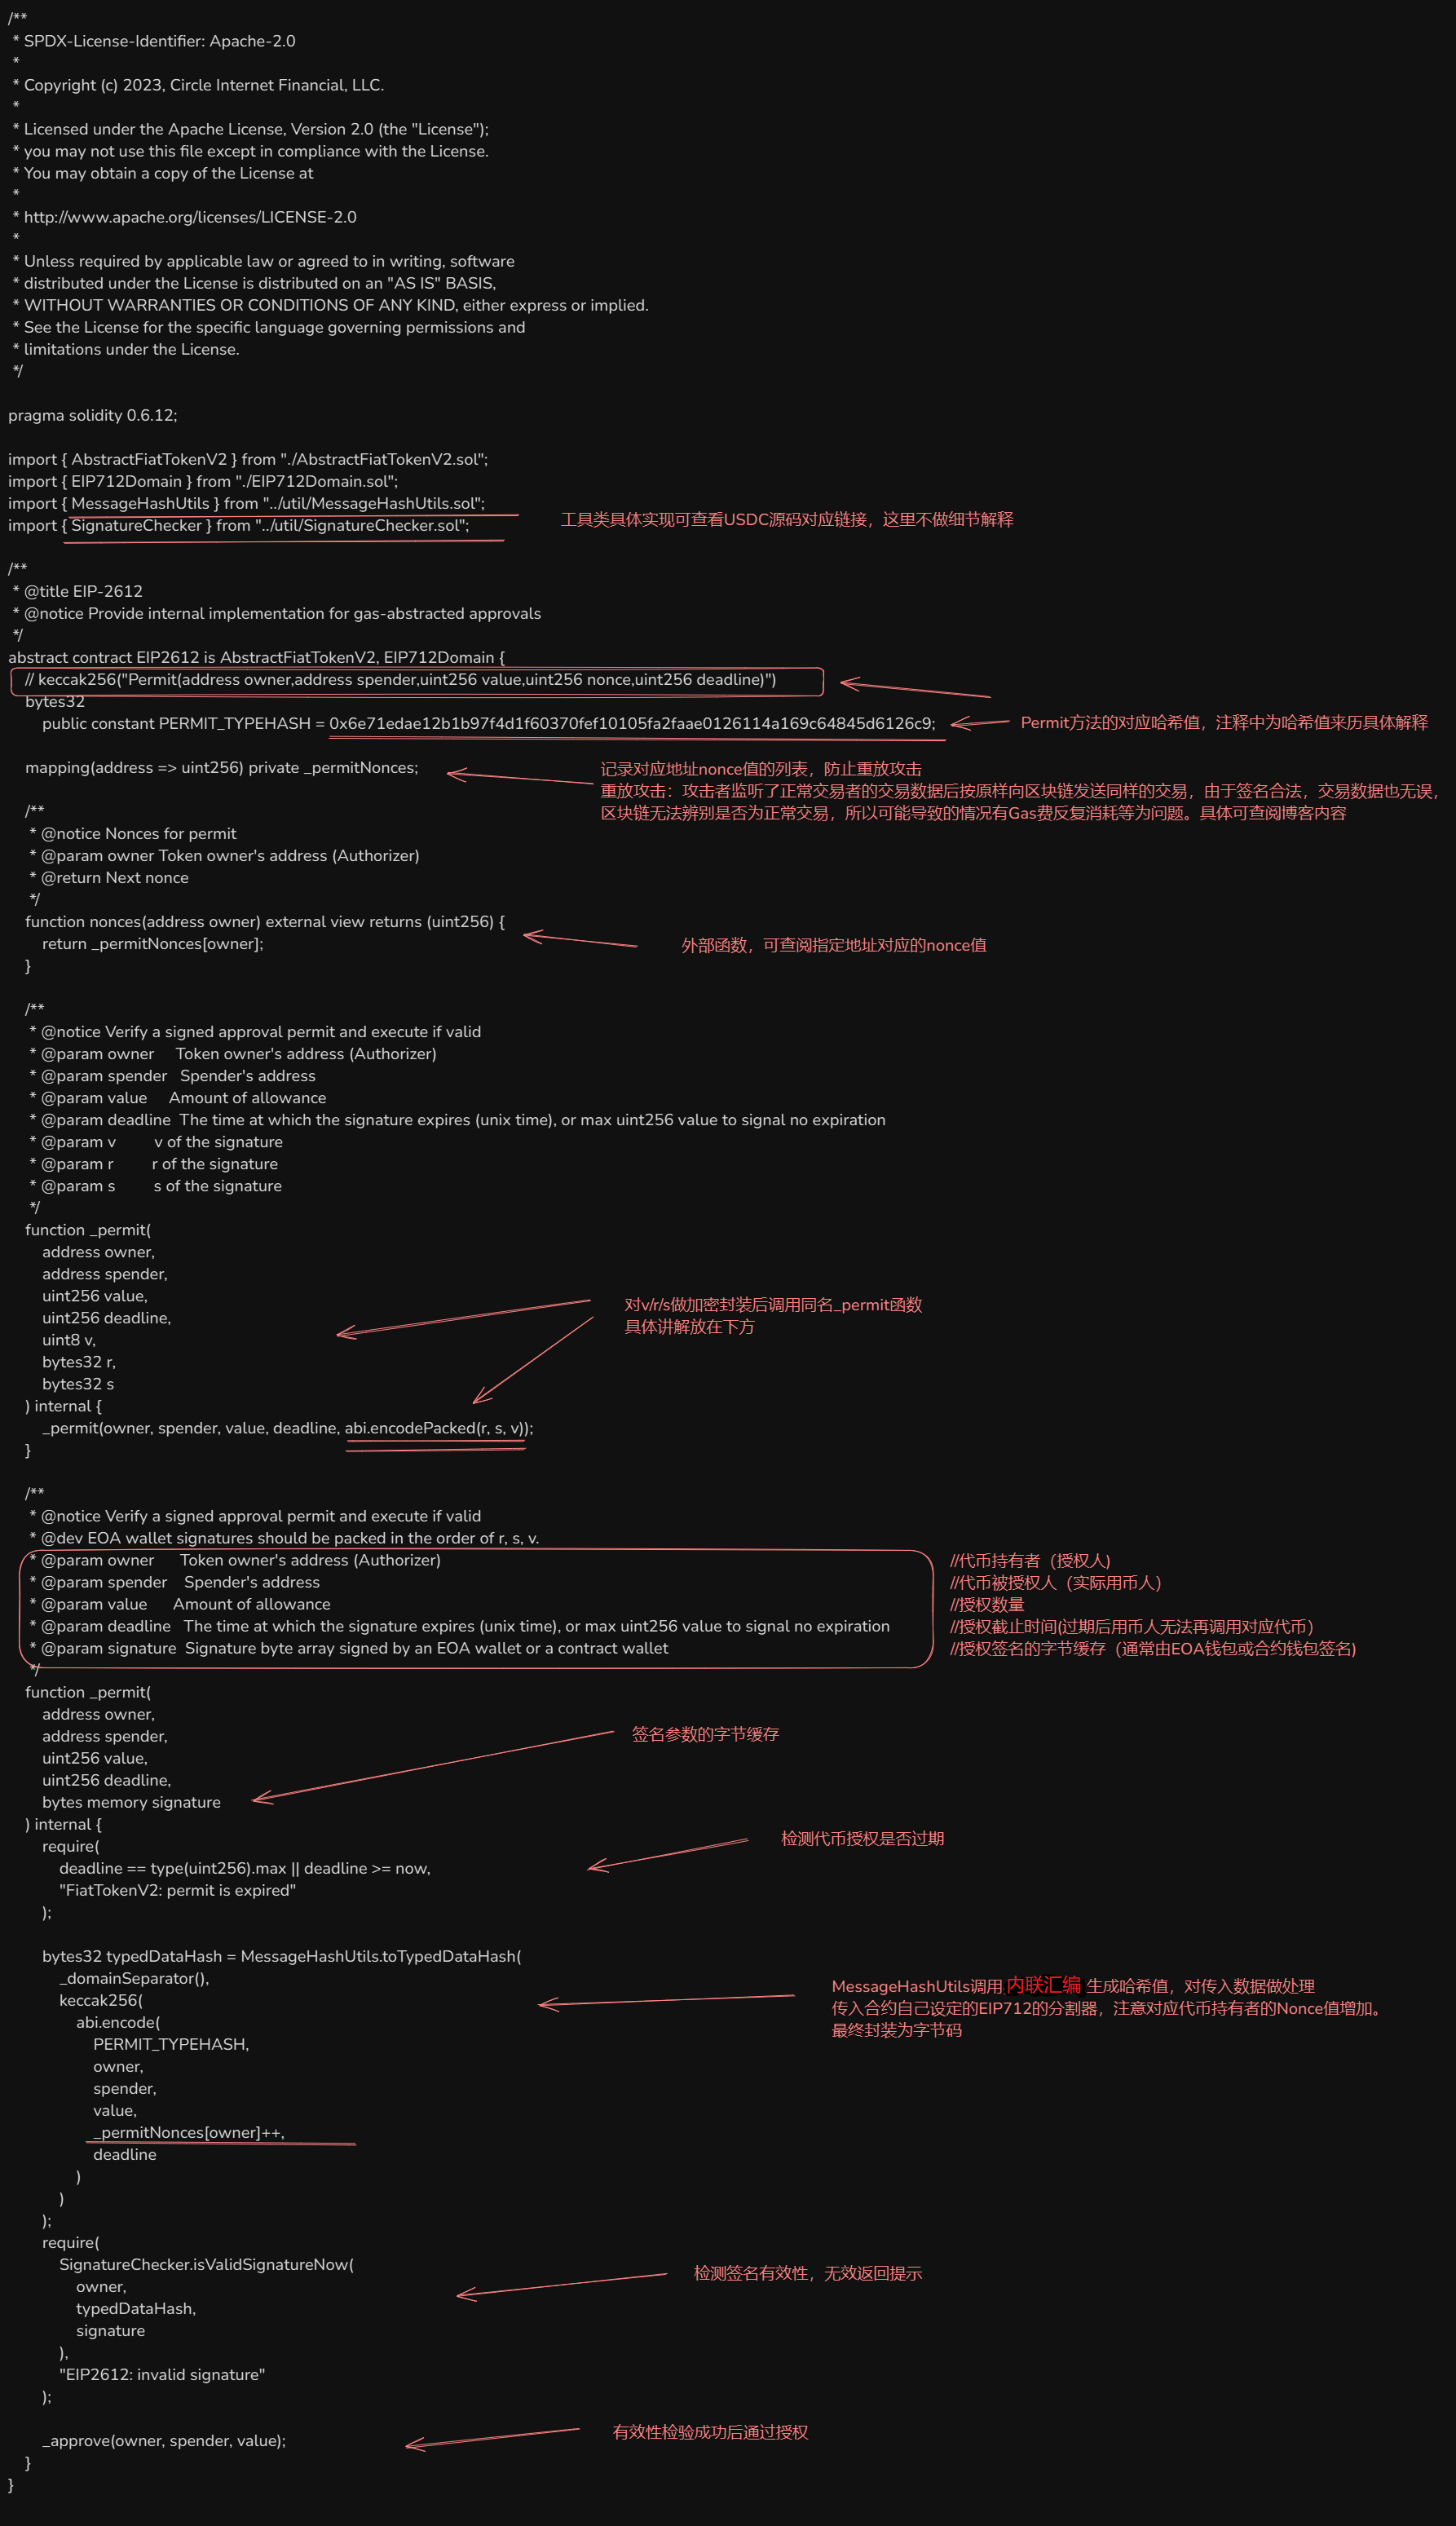 /**
 * SPDX-License-Identifier: Apache-2.0
 *
 * Copyright (c) 2023, Circle Internet Financial, LLC.
 *
 * Licensed under the Apache License, Version 2.0 (the "License");
 * you may not use this file except in compliance with the License.
 * You may obtain a copy of the License at
 *
 * http://www.apache.org/licenses/LICENSE-2.0
 *
 * Unless required by applicable law or agreed to in writing, software
 * distributed under the License is distributed on an "AS IS" BASIS,
 * WITHOUT WARRANTIES OR CONDITIONS OF ANY KIND, either express or implied.
 * See the License for the specific language governing permissions and
 * limitations under the License.
 */
pragma solidity 0.6.12;
import { AbstractFiatTokenV2 } from "./AbstractFiatTokenV2.sol";
import { EIP712Domain } from "./EIP712Domain.sol";
import { MessageHashUtils } from "../util/MessageHashUtils.sol";
import { SignatureChecker } from "../util/SignatureChecker.sol";
工具类具体实现可查看USDC源码对应链接，这里不做细节解释
/**
 * @title EIP-2612
 * @notice Provide internal implementation for gas-abstracted approvals
 */
abstract contract EIP2612 is AbstractFiatTokenV2, EIP712Domain {
    // keccak256("Permit(address owner,address spender,uint256 value,uint256 nonce,uint256 deadline)")
    bytes32
        public constant PERMIT_TYPEHASH = 0x6e71edae12b1b97f4d1f60370fef10105fa2faae0126114a169c64845d6126c9;
Permit方法的对应哈希值，注释中为哈希值来历具体解释
    mapping(address => uint256) private _permitNonces;
记录对应地址nonce值的列表，防止重放攻击
重放攻击：攻击者监听了正常交易者的交易数据后按原样向区块链发送同样的交易，由于签名合法，交易数据也无误，
区块链无法辨别是否为正常交易，所以可能导致的情况有Gas费反复消耗等为问题。具体可查阅博客内容
    /**
     * @notice Nonces for permit
     * @param owner Token owner's address (Authorizer)
     * @return Next nonce
     */
    function nonces(address owner) external view returns (uint256) {
        return _permitNonces[owner];
    }
外部函数，可查阅指定地址对应的nonce值
    /**
     * @notice Verify a signed approval permit and execute if valid
     * @param owner     Token owner's address (Authorizer)
     * @param spender   Spender's address
     * @param value     Amount of allowance
     * @param deadline  The time at which the signature expires (unix time), or max uint256 value to signal no expiration
     * @param v         v of the signature
     * @param r         r of the signature
     * @param s         s of the signature
     */
    function _permit(
        address owner,
        address spender,
        uint256 value,
        uint256 deadline,
        uint8 v,
        bytes32 r,
        bytes32 s
    ) internal {
        _permit(owner, spender, value, deadline, abi.encodePacked(r, s, v));
    }
对v/r/s做加密封装后调用同名_permit函数
具体讲解放在下方
    /**
     * @notice Verify a signed approval permit and execute if valid
     * @dev EOA wallet signatures should be packed in the order of r, s, v.
     * @param owner      Token owner's address (Authorizer) //代币持有者（授权人)
     * @param spender    Spender's address //代币被授权人（实际用币人）
     * @param value      Amount of allowance //授权数量
     * @param deadline   The time at which the signature expires (unix time), or max uint256 value to signal no expiration //授权截止时间(过期后用币人无法再调用对应代币）
     * @param signature  Signature byte array signed by an EOA wallet or a contract wallet //授权签名的字节缓存（通常由EOA钱包或合约钱包签名)
     */
    function _permit(
        address owner,
        address spender,
        uint256 value,
        uint256 deadline,
        bytes memory signature
签名参数的字节缓存
    ) internal {
        require(
            deadline == type(uint256).max || deadline >= now,
            "FiatTokenV2: permit is expired"
        );
检测代币授权是否过期
        bytes32 typedDataHash = MessageHashUtils.toTypedDataHash(
            _domainSeparator(),
            keccak256(
                abi.encode(
                    PERMIT_TYPEHASH,
                    owner,
                    spender,
                    value,
                    _permitNonces[owner]++,
                    deadline
                )
            )
        );
MessageHashUtils调用 内联汇编 生成哈希值，对传入数据做处理
传入合约自己设定的EIP712的分割器，注意对应代币持有者的Nonce值增加。
最终封装为字节码
        require(
            SignatureChecker.isValidSignatureNow(
                owner,
                typedDataHash,
                signature
            ),
            "EIP2612: invalid signature"
        );
检测签名有效性，无效返回提示
        _approve(owner, spender, value);
有效性检验成功后通过授权
    }
}